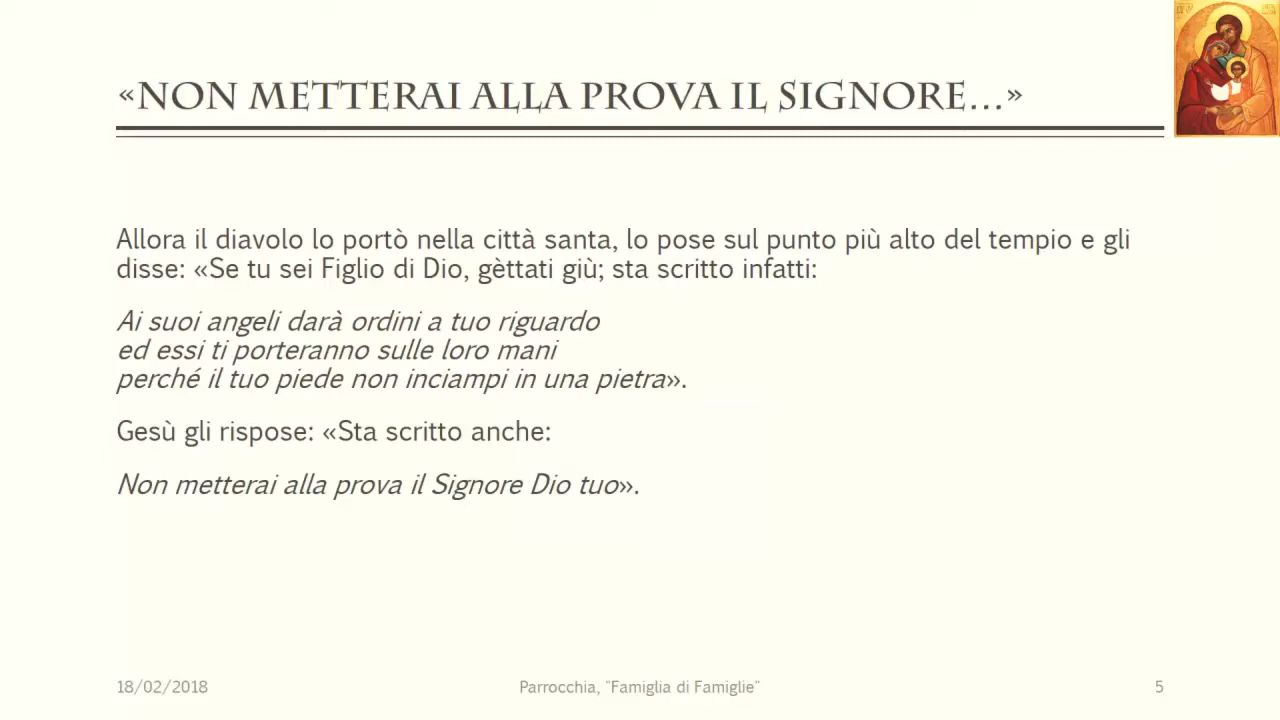 «NON METTERAI ALLA PROVA IL SIGNORE…»
Allora il diavolo lo portò nella città santa, lo pose sul punto più alto del tempio e gli
disse: «Se tu sei Figlio di Dio, gèttati giù; sta scritto infatti:
Ai suoi angeli darà ordini a tuo riguardo
ed essi ti porteranno sulle loro mani
perché il tuo piede non inciampi in una pietra».
Gesù gli rispose: «Sta scritto anche:
Non metterai alla prova il Signore Dio tuo».
18/02/2018
Parrocchia, "Famiglia di Famiglie"
5